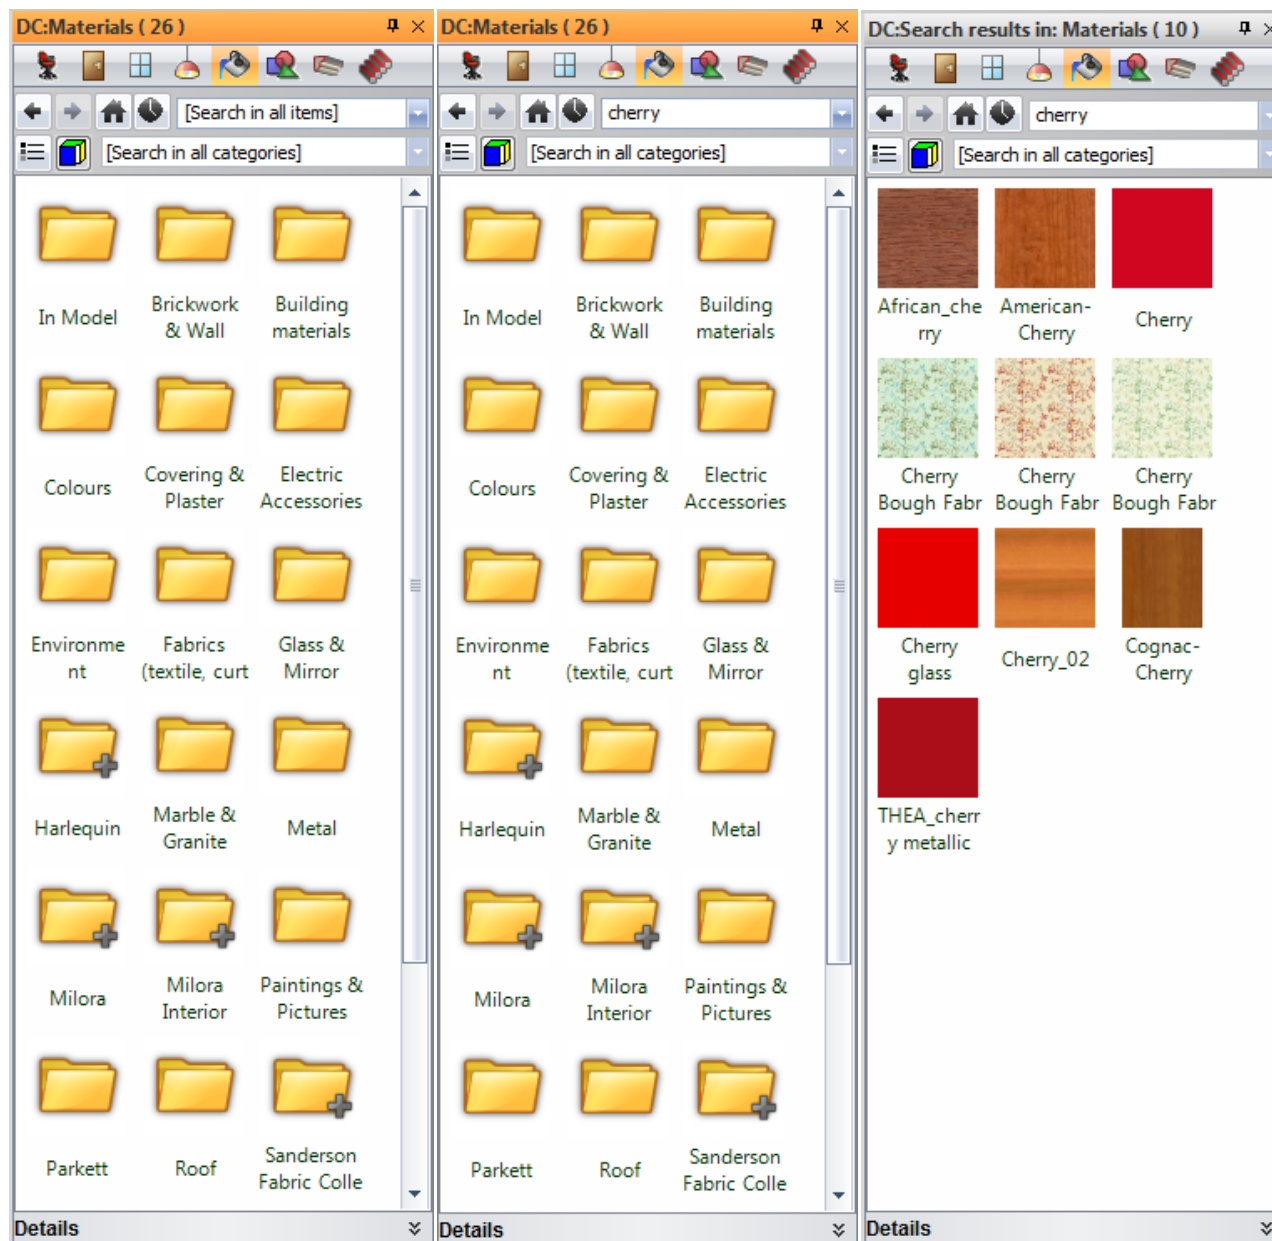 DC:Materials ( 26 )
[Search in all items]
[Search in all categories]
In Model
Brickwork
& Wall
Building
materials
Colours
Covering &
Plaster
Electric
Accessories
Environme
nt
Fabrics
(textile, curt
Glass &
Mirror
Harlequin
Marble &
Granite
Metal
Milora
Milora
Interior
Paintings &
Pictures
Parkett
Roof
Sanderson
Fabric Colle
Details
DC:Materials ( 26 )
cherry
[Search in all categories]
In Model
Brickwork
& Wall
Building
materials
Colours
Covering &
Plaster
Electric
Accessories
Environme
nt
Fabrics
(textile, curt
Glass &
Mirror
Harlequin
Marble &
Granite
Metal
Milora
Milora
Interior
Paintings &
Pictures
Parkett
Roof
Sanderson
Fabric Colle
Details
DC:Search results in: Materials ( 10 )
cherry
[Search in all categories]
African_che
rry
American-
Cherry
Cherry
Cherry
Bough Fabr
Cherry
Bough Fabr
Cherry
Bough Fabr
Cherry
glass
Cherry_02
Cognac-
Cherry
THEA_cherr
y metallic
Details